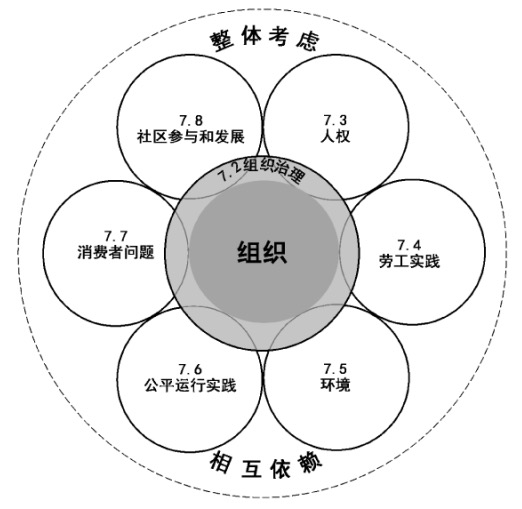 整体考虑
7.8
社区参与和发展
7.3
人权
7.2组织治理
7.7
消费者问题
组织
7.4
劳工实践
7.6
公平运行实践
7.5
环境
相互依赖